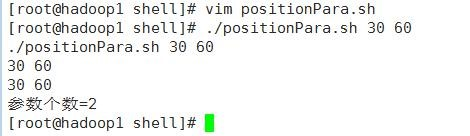 [root@hadoop1 shell]# vim positionPara.sh
[root@hadoop1 shell]# ./positionPara.sh 30 60
./positionPara.sh 30 60
30 60
30 60
参数个数=2
[root@hadoop1 shell]#